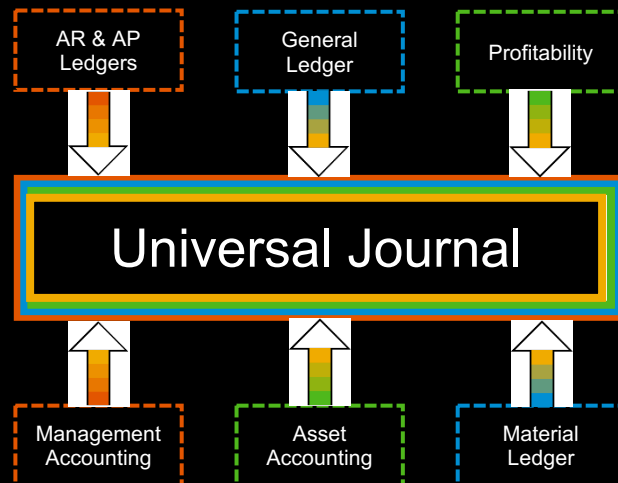 AR & AP
Ledgers
General
Ledger
Profitability
Universal Journal
Management
Accounting
Asset
Accounting
Material
Ledger